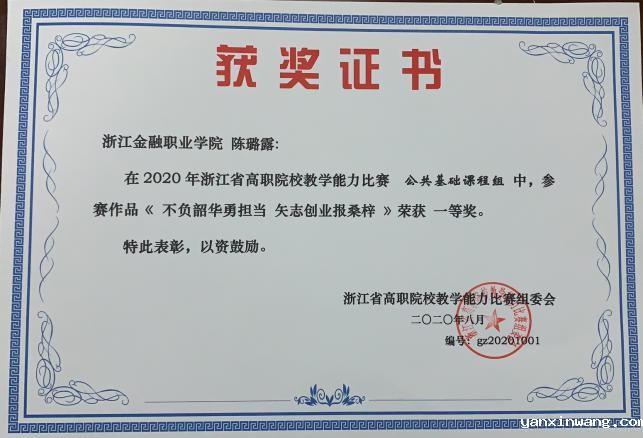 获奖证书
浙江金融职业学院 陈璐露:
在2020年浙江省高职院校教学能力比赛 公共基础课程组 中,参
赛作品《 不负韶华勇担当 矢志创业报桑梓 》荣获 一等奖。
特此表彰,以资鼓励。
浙江省高职院校教学能力比赛组委会
二〇二〇年八月
编号: gz20201001
yanxinwang.com